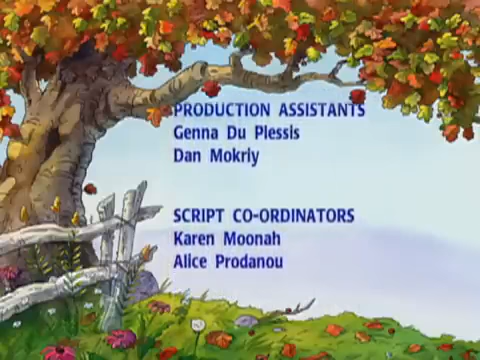 PRODUCTION ASSISTANTS
Genna Du Plessis
Dan Mokriy
SCRIPT CO-ORDINATORS
Karen Moonah
Alice Prodanou